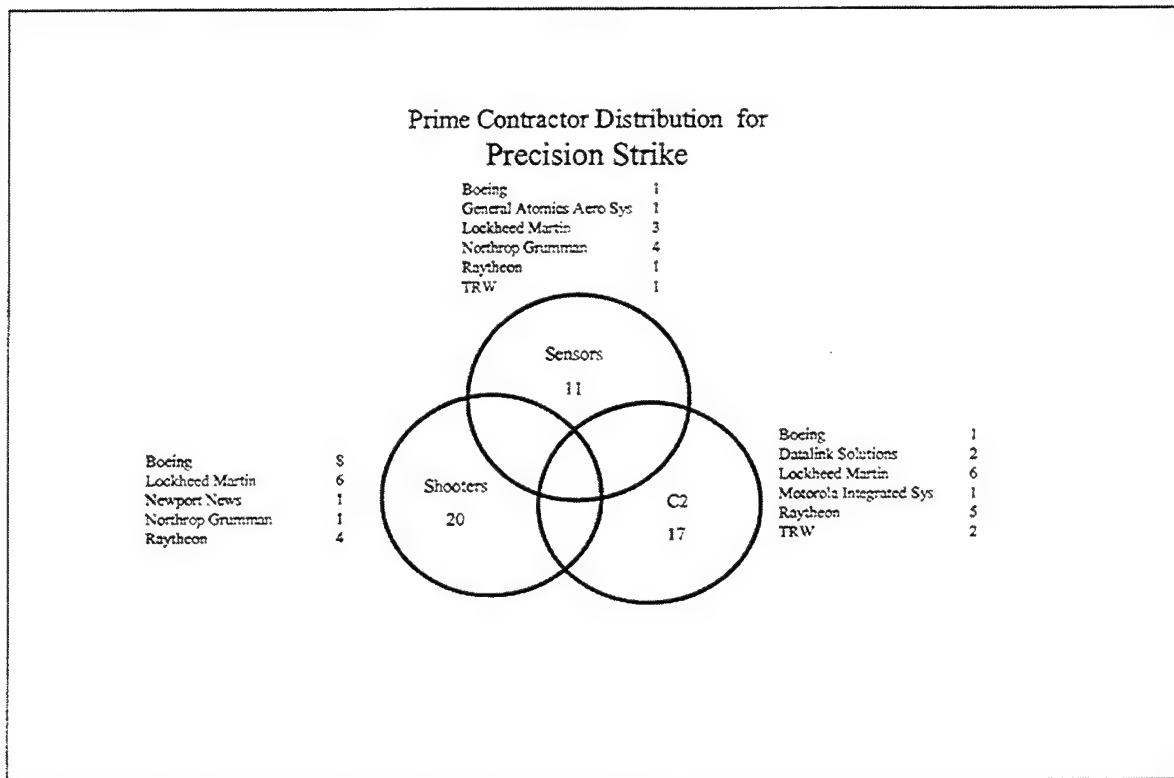 Prime Contractor Distribution for
Precision Strike
Boeing 1
General Atomics Aero Sys 1
Lockheed Martin 3
Northrop Grumman 4
Raytheon 1
TRW 1
Sensors
11
Boeing 8
Lockheed Martin 6
Newport News 1
Northrop Grumman 1
Raytheon 4
Shooters
20
C2
17
Boeing 1
Datalink Solutions 2
Lockheed Martin 6
Motorola Integrated Sys 1
Raytheon 5
TRW 2